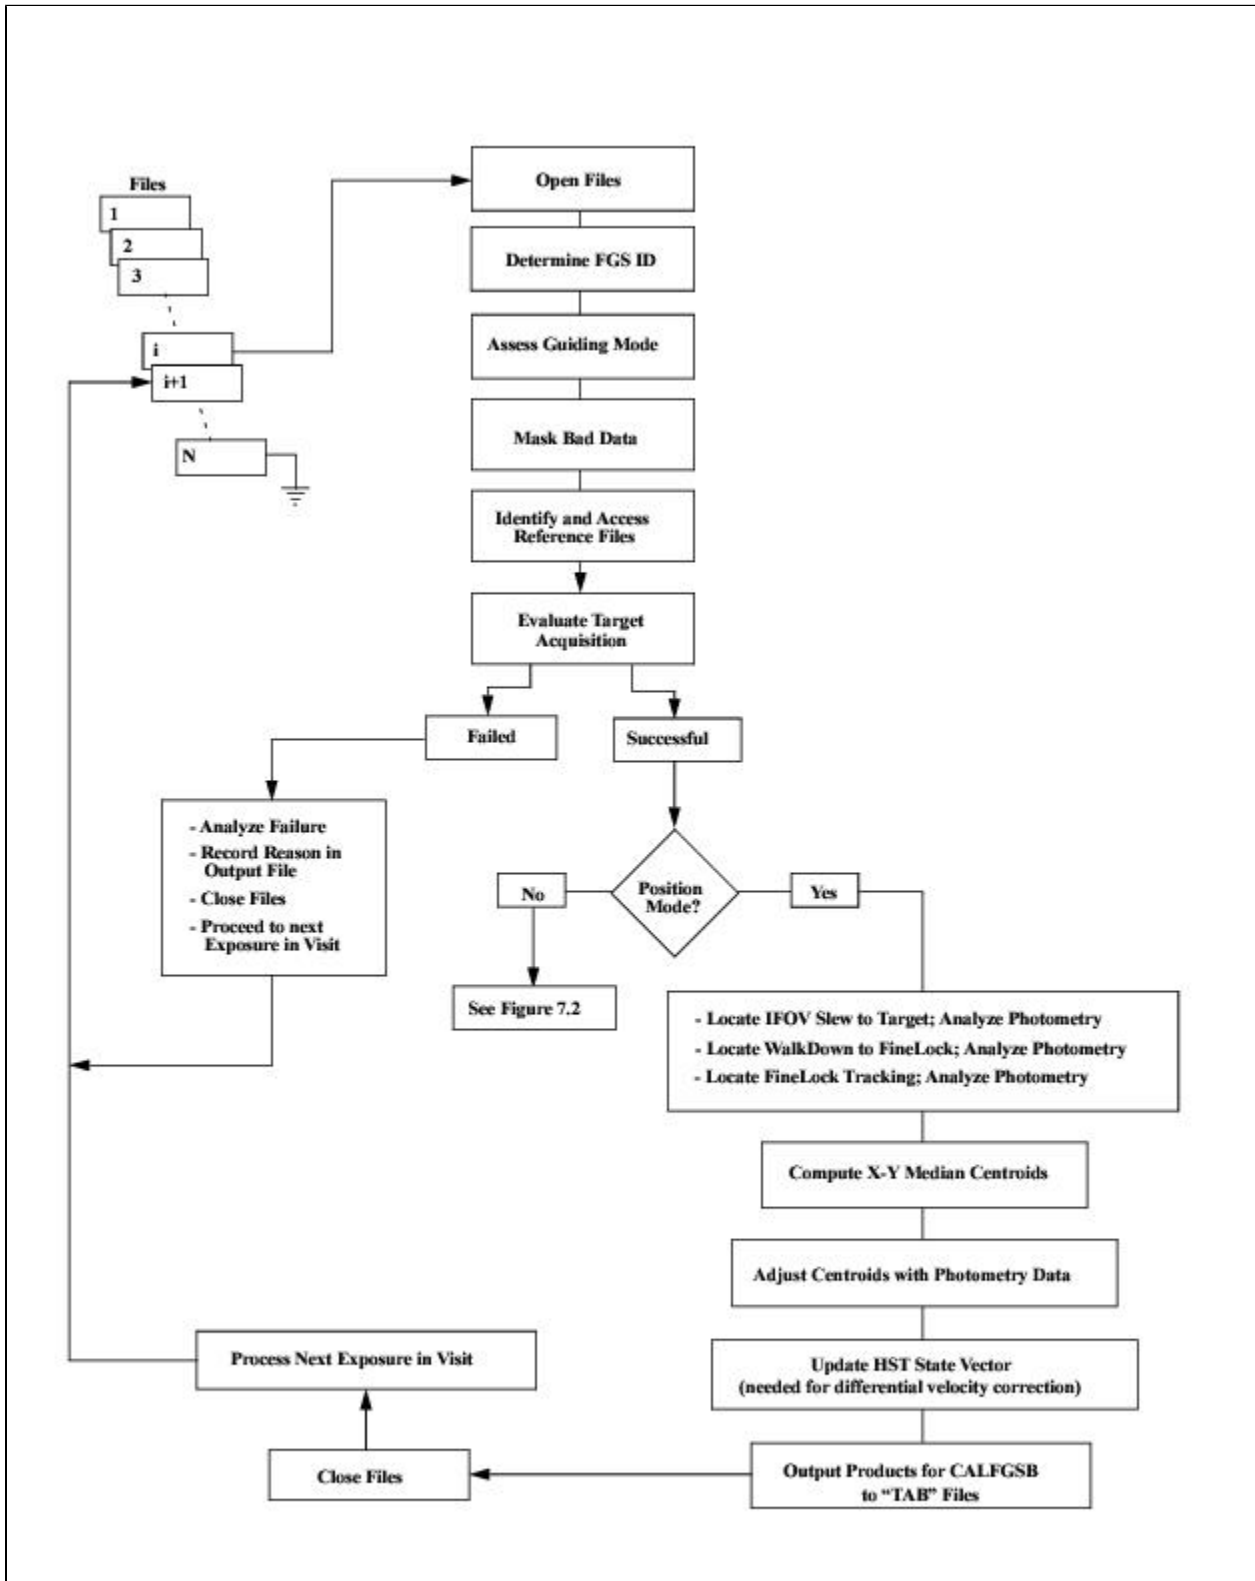 Files
1
2
3
i
i+1
N
Open Files
Determine FGS ID
Assess Guiding Mode
Mask Bad Data
Identify and Access
Reference Files
Evaluate Target
Acquisition
Failed
Successful
- Analyze Failure
- Record Reason in
Output File
- Close Files
- Proceed to next
Exposure in Visit
No
Position
Mode?
Yes
See Figure 7.2
- Locate IFOV Slew to Target; Analyze Photometry
- Locate WalkDown to FineLock; Analyze Photometry
- Locate FineLock Tracking; Analyze Photometry
Compute X-Y Median Centroids
Adjust Centroids with Photometry Data
Update HST State Vector
(needed for differential velocity correction)
Output Products for CALFGSB
to “TAB” Files
Close Files
Process Next Exposure in Visit